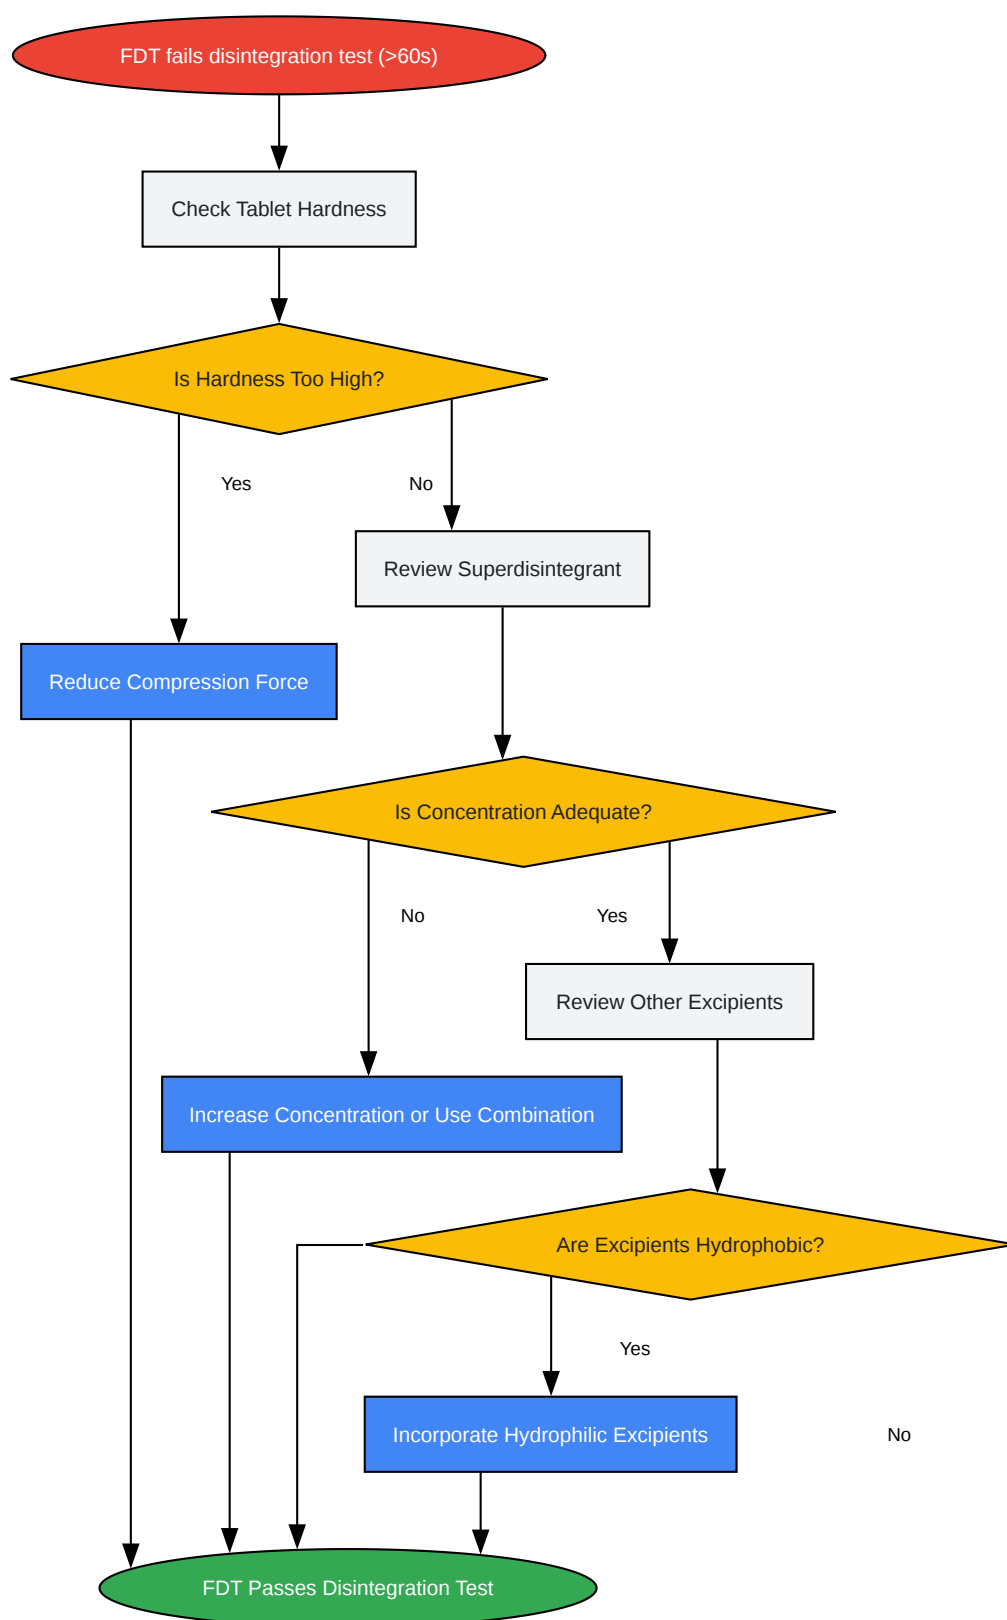 FDT fails disintegration test (>60s)
Check Tablet Hardness
Is Hardness Too High?
Yes
No
Review Superdisintegrant
Reduce Compression Force
Is Concentration Adequate?
No
Yes
Review Other Excipients
Increase Concentration or Use Combination
Are Excipients Hydrophobic?
Yes
Incorporate Hydrophilic Excipients
No
FDT Passes Disintegration Test